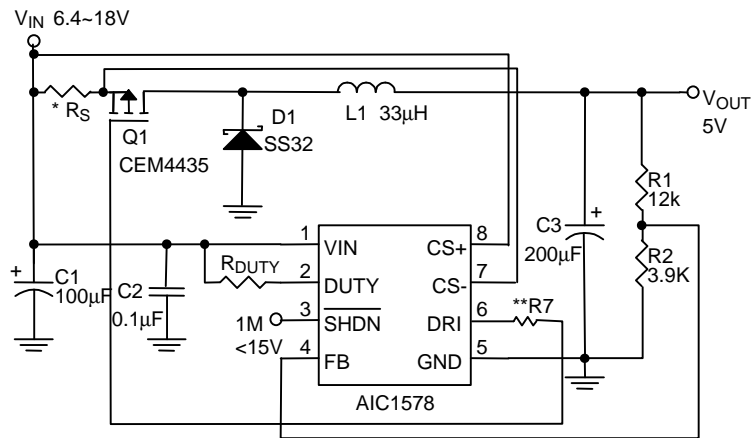 VIN 6.4~18V
* RS
Q1
CEM4435
D1
SS32
L1 33µH
VOUT
5V
R1
12k
R2
3.9K
C3 +
200µF
+ C1
100µF
C2
0.1µF
RDUTY
1M
<15V
1 VIN
2 DUTY
3 SHDN
4 FB
8 CS+
7 CS-
6 DRI
5 GND
**R7
AIC1578